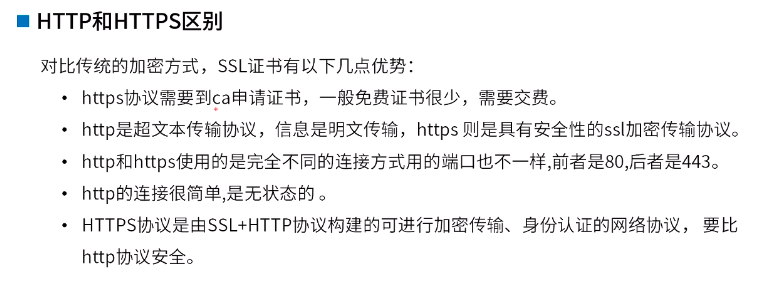 HTTP和HTTPS区别
对比传统的加密方式，SSL证书有以下几点优势：
• https协议需要到ca申请证书，一般免费证书很少，需要交费。
• http是超文本传输协议，信息是明文传输，https 则是具有安全性的ssl加密传输协议。
• http和https使用的是完全不同的连接方式用的端口也不一样,前者是80,后者是443。
• http的连接很简单,是无状态的 。
• HTTPS协议是由SSL+HTTP协议构建的可进行加密传输、身份认证的网络协议， 要比
http协议安全。